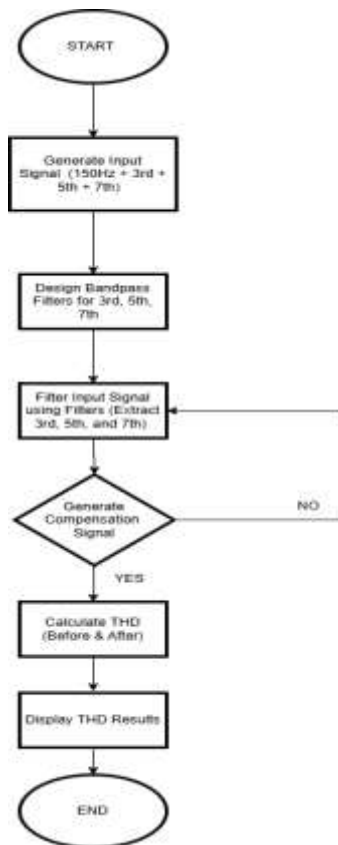 START
Generate Input
Signal (150Hz + 3rd +
5th + 7th)
Design Bandpass
Filters for 3rd, 5th,
7th
Filter Input Signal
using Filters (Extract
3rd, 5th, and 7th)
Generate
Compensation
Signal
NO
YES
Calculate THD
(Before & After)
Display THD Results
END